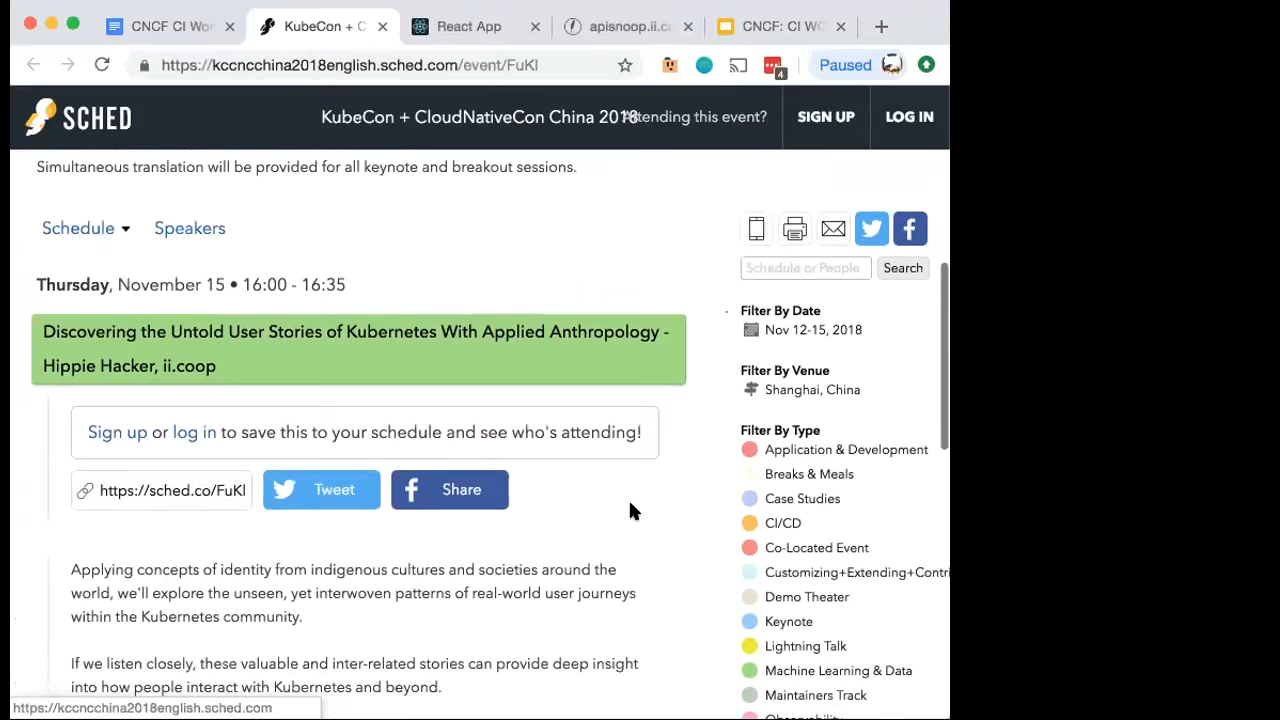 CNCF CI Wor
KubeCon + C
React App
apisnoop.ii.c
CNCF: CI WG
https://kccncchina2018english.sched.com/event/FuKl
4
Paused
SCHED
KubeCon + CloudNativeCon China 2018
Attending this event?
SIGN UP
LOG IN
Simultaneous translation will be provided for all keynote and breakout sessions.
Schedule
Speakers
Schedule or People
Search
Thursday, November 15 • 16:00 - 16:35
Discovering the Untold User Stories of Kubernetes With Applied Anthropology -
Hippie Hacker, ii.coop
Sign up or log in to save this to your schedule and see who's attending!
https://sched.co/FuKl
Tweet
Share
Applying concepts of identity from indigenous cultures and societies around the
world, we'll explore the unseen, yet interwoven patterns of real-world user journeys
within the Kubernetes community.
If we listen closely, these valuable and inter-related stories can provide deep insight
into how people interact with Kubernetes and beyond.
Filter By Date
Nov 12-15, 2018
Filter By Venue
Shanghai, China
Filter By Type
Application & Development
Breaks & Meals
Case Studies
CI/CD
Co-Located Event
Customizing+Extending+Contri
Demo Theater
Keynote
Lightning Talk
Machine Learning & Data
Maintainers Track
Observability
https://kccncchina2018english.sched.com